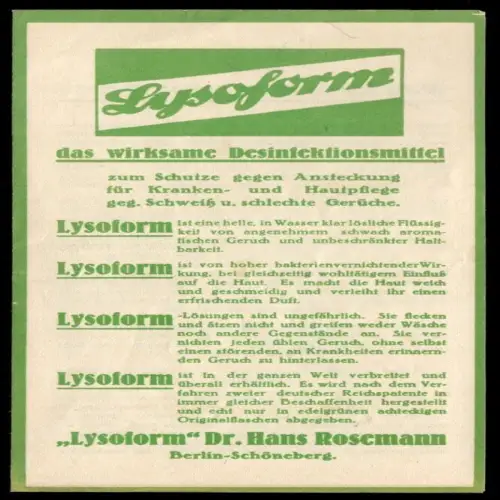 Lysoform
das wirksame Desinfektionsmittel
zum Schutze gegen Ansteckung
für Kranken- und Hautpflege
geg. Schweiß u. schlechte Gerüche.
Lysoform ist eine helle, in Wasser klar lösliche Flüssig-
keit von angenehmem schwach aroma-
tischen Geruch und unbeschränkter Halt-
barkeit.
Lysoform ist von hoher bakterienvernichtender Wir-
kung, bei gleichzeitig wohltätigem Einfluß
auf die Haut. Es macht die Haut weich
und geschmeidig und verleiht ihr einen
erfrischenden Duft.
Lysoform -Lösungen sind ungefährlich. Sie flecken
und ätzen nicht und greifen weder Wäsche
noch andere Gegenstände an. Sie ver-
nichten jeden üblen Geruch, ohne selbst
einen störenden, an Krankheiten erinnern-
den Geruch zu hinterlassen.
Lysoform ist in der ganzen Welt verbreitet und
überall erhältlich. Es wird nach dem Ver-
fahren zweier deutscher Reichspatente in
immer gleicher Beschaffenheit hergestellt
und echt nur in edelgrünen achteckigen
Originalflaschen abgegeben.
„Lysoform“ Dr. Hans Rosemann
Berlin-Schöneberg.